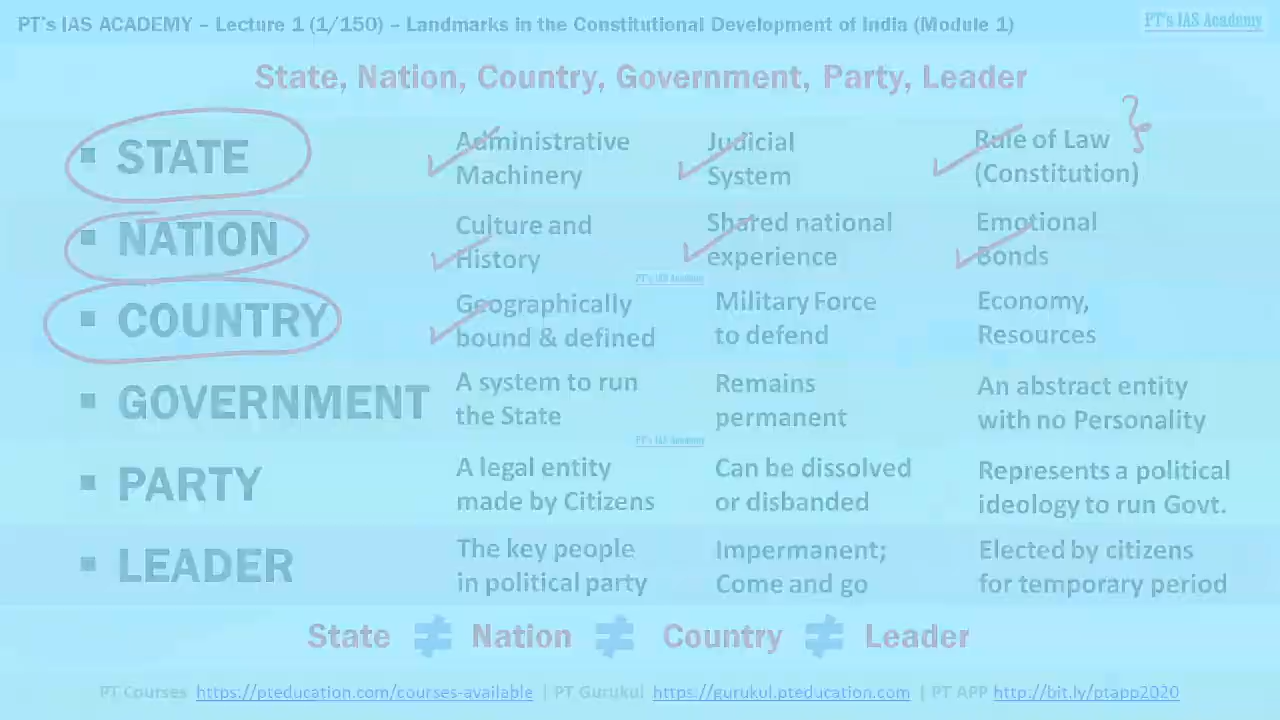 PT's IAS ACADEMY – Lecture 1 (1/150) – Landmarks in the Constitutional Development of India (Module 1)
PT's IAS Academy
State, Nation, Country, Government, Party, Leader
▪ STATE
Administrative
Machinery
Judicial
System
Rule of Law
(Constitution)
▪ NATION
Culture and
History
Shared national
experience
Emotional
Bonds
PT's IAS Academy
▪ COUNTRY
Geographically
bound & defined
Military Force
to defend
Economy,
Resources
▪ GOVERNMENT
A system to run
the State
Remains
permanent
An abstract entity
with no Personality
PT's IAS Academy
▪ PARTY
A legal entity
made by Citizens
Can be dissolved
or disbanded
Represents a political
ideology to run Govt.
▪ LEADER
The key people
in political party
Impermanent;
Come and go
Elected by citizens
for temporary period
State ≠ Nation ≠ Country ≠ Leader
PT Courses https://pteducation.com/courses-available | PT Gurukul https://gurukul.pteducation.com | PT APP http://bit.ly/ptapp2020